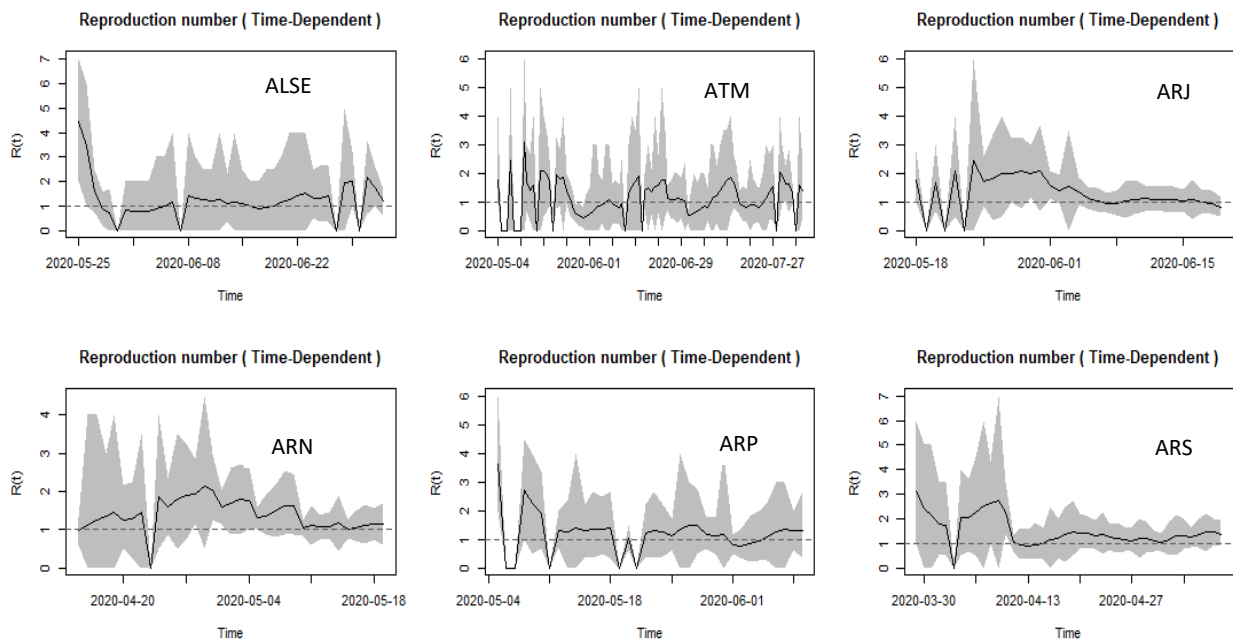 Reproduction number ( Time-Dependent )
R(t)
7
6
5
4
3
2
1
0
ALSE
2020-05-25 2020-06-08 2020-06-22
Time
Reproduction number ( Time-Dependent )
R(t)
6
5
4
3
2
1
0
ATM
2020-05-04 2020-06-01 2020-06-29 2020-07-27
Time
Reproduction number ( Time-Dependent )
R(t)
6
5
4
3
2
1
0
ARJ
2020-05-18 2020-06-01 2020-06-15
Time
Reproduction number ( Time-Dependent )
R(t)
4
3
2
1
0
ARN
2020-04-20 2020-05-04 2020-05-18
Time
Reproduction number ( Time-Dependent )
R(t)
6
5
4
3
2
1
0
ARP
2020-05-04 2020-05-18 2020-06-01
Time
Reproduction number ( Time-Dependent )
R(t)
7
6
5
4
3
2
1
0
ARS
2020-03-30 2020-04-13 2020-04-27
Time